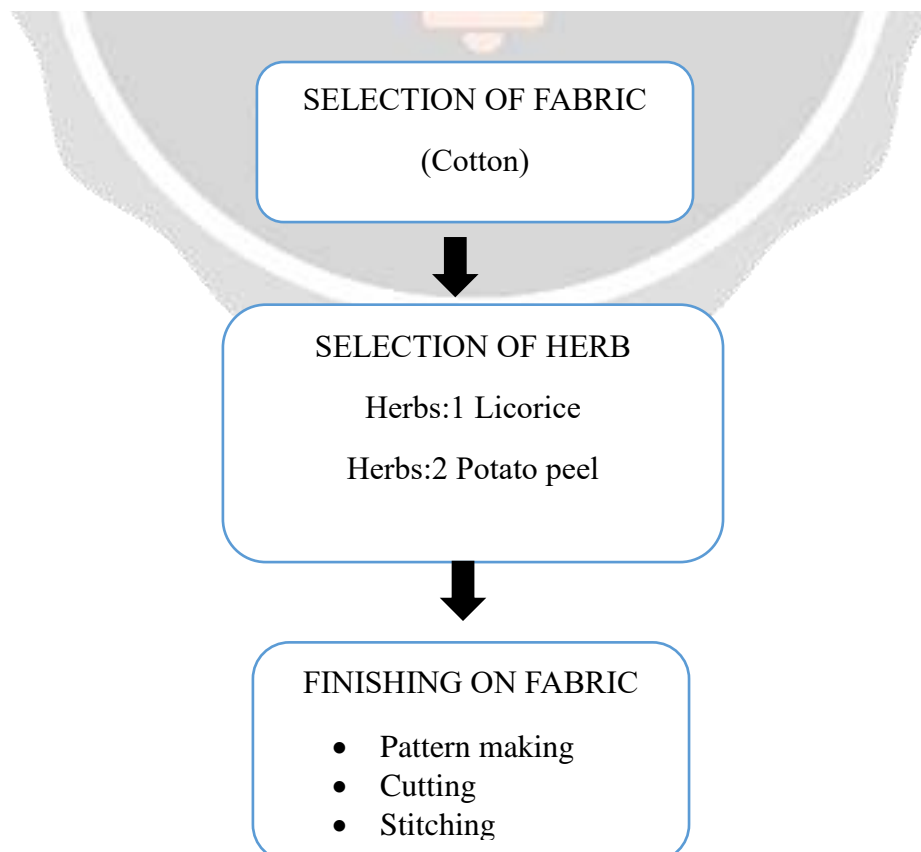 SELECTION OF FABRIC
(Cotton)
SELECTION OF HERB
Herbs:1 Licorice
Herbs:2 Potato peel
FINISHING ON FABRIC
• Pattern making
• Cutting
• Stitching